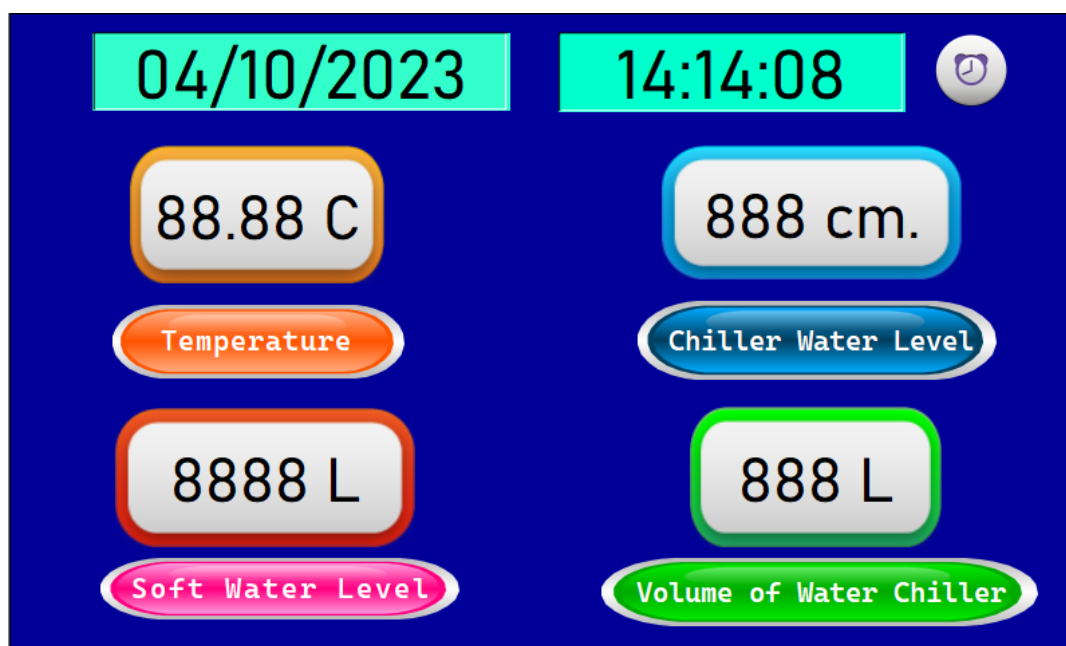 04/10/2023 14:14:08
88.88 C 888 cm.
Temperature Chiller Water Level
8888 L 888 L
Soft Water Level Volume of Water Chiller